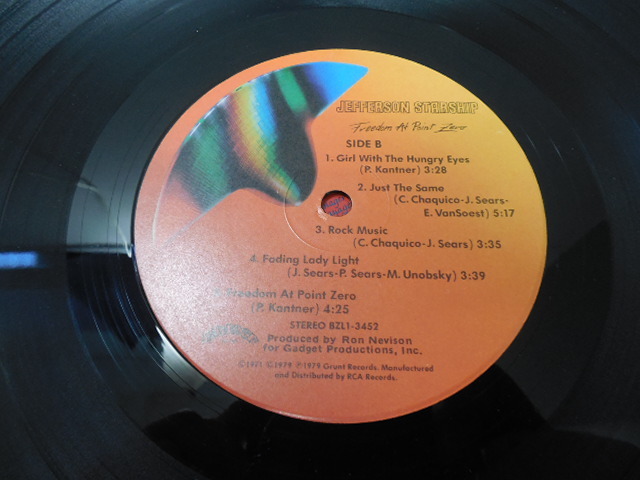 JEFFERSON STARSHIP
Freedom At Point Zero
SIDE B
1. Girl With The Hungry Eyes
(P. Kantner) 3:28
2. Just The Same
(C. Chaquico-J. Sears-
E. VanSoest) 5:17
3. Rock Music
(C. Chaquico-J. Sears) 3:35
4. Fading Lady Light
(J. Sears-P. Sears-M. Unobsky) 3:39
Freedom At Point Zero
(P. Kantner) 4:25
STEREO BZL1-3452
Produced by Ron Nevison
for Gadget Productions, Inc.
©1979 ℗1979 Grunt Records. Manufactured
and Distributed by RCA Records.